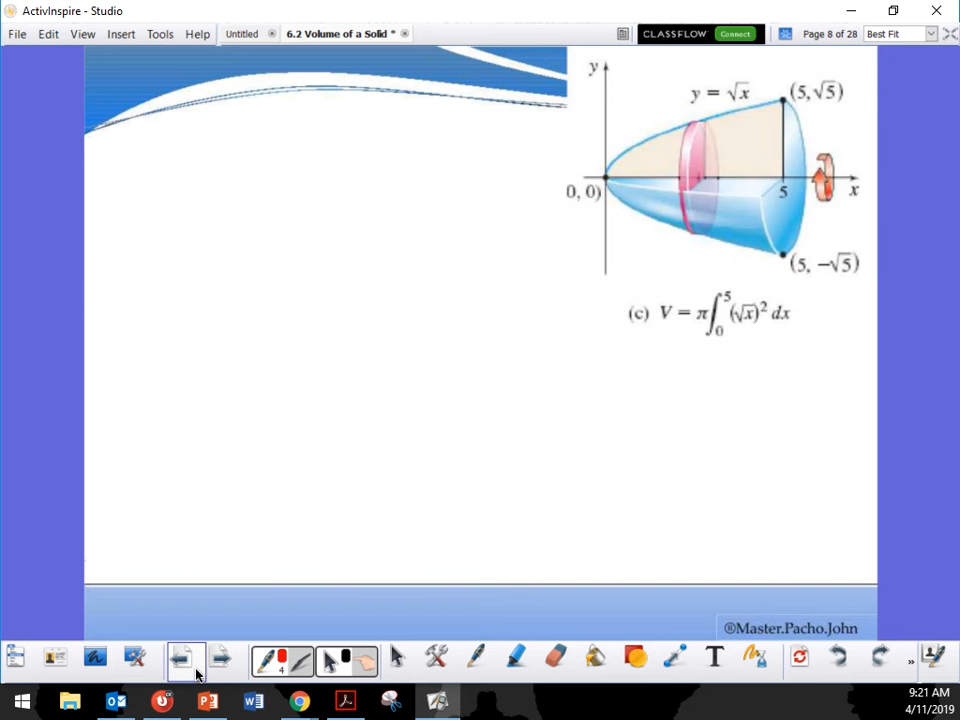 ActivInspire - Studio
File Edit View Insert Tools Help Untitled 6.2 Volume of a Solid * CLASSFLOW Connect Page 8 of 28 Best Fit
y
y = √x
(5,√5)
0, 0)
5
x
(5, –√5)
(c) V = π∫₀⁵(√x)² dx
®Master.Pacho.John
4
T
»
9:21 AM
4/11/2019